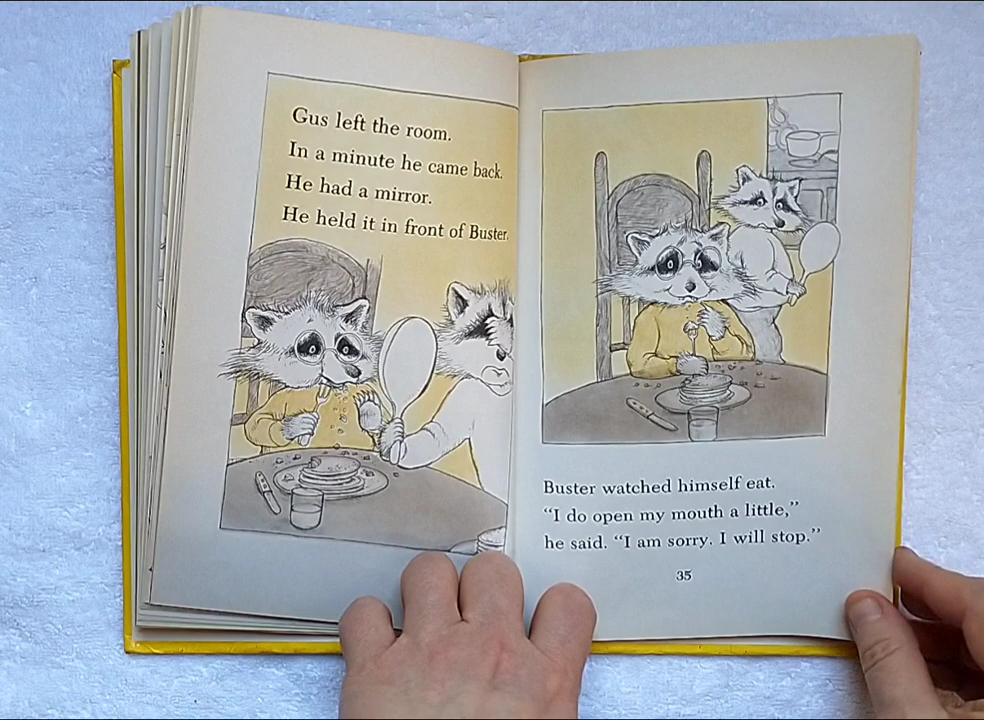 Gus left the room.
In a minute he came back.
He had a mirror.
He held it in front of Buster.
Buster watched himself eat.
“I do open my mouth a little,”
he said. “I am sorry. I will stop.”
35